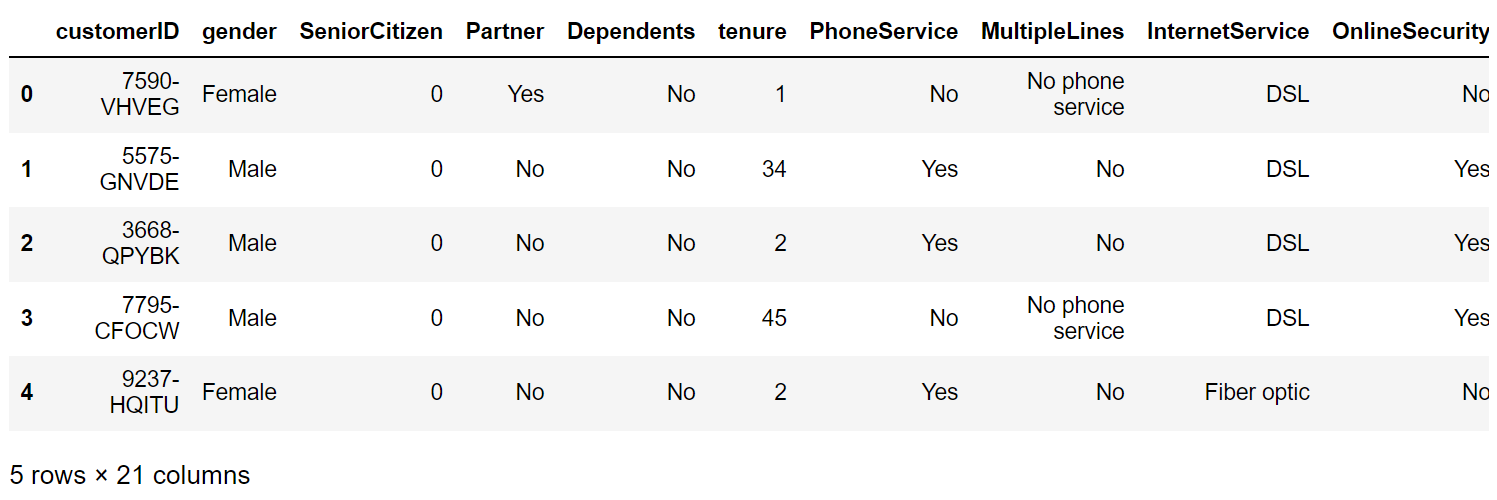 customerID gender SeniorCitizen Partner Dependents tenure PhoneService MultipleLines InternetService OnlineSecurity
0 7590-VHVEG Female 0 Yes No 1 No No phone service DSL No
1 5575-GNVDE Male 0 No No 34 Yes No DSL Yes
2 3668-QPYBK Male 0 No No 2 Yes No DSL Yes
3 7795-CFOCW Male 0 No No 45 No No phone service DSL Yes
4 9237-HQITU Female 0 No No 2 Yes No Fiber optic No
5 rows × 21 columns